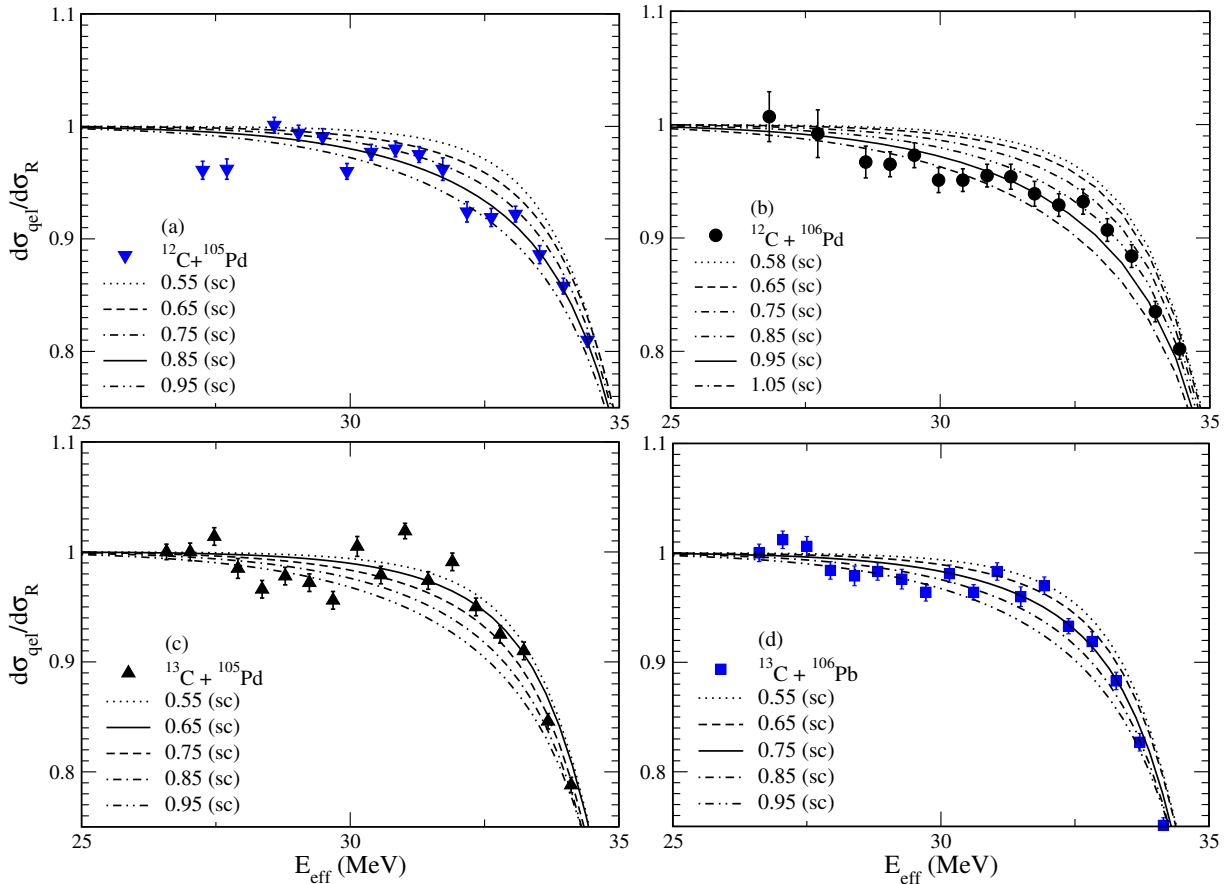 1.1
1
0.9
0.8
25
30
35
dσqel/dσR
(a)
12C+ 105Pd
0.55 (sc)
0.65 (sc)
0.75 (sc)
0.85 (sc)
0.95 (sc)
1.1
1
0.9
0.8
25
30
35
(b)
12C + 106Pd
0.58 (sc)
0.65 (sc)
0.75 (sc)
0.85 (sc)
0.95 (sc)
1.05 (sc)
1.1
1
0.9
0.8
25
30
35
dσqel/dσR
Eeff (MeV)
(c)
13C + 105Pd
0.55 (sc)
0.65 (sc)
0.75 (sc)
0.85 (sc)
0.95 (sc)
1.1
1
0.9
0.8
25
30
35
Eeff (MeV)
(d)
13C + 106Pb
0.55 (sc)
0.65 (sc)
0.75 (sc)
0.85 (sc)
0.95 (sc)